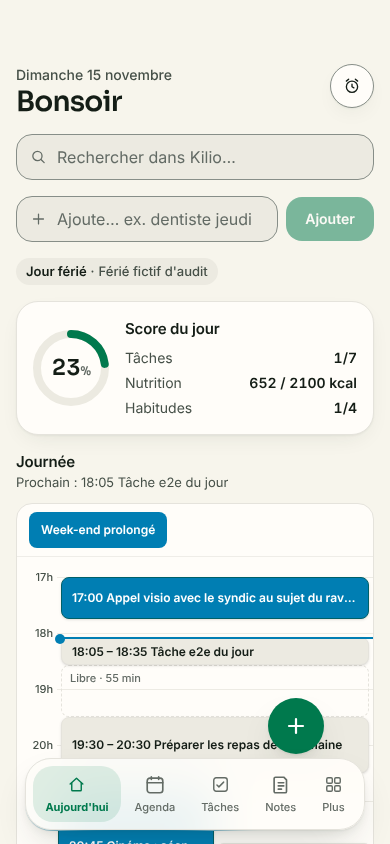 Dimanche 15 novembre
Bonsoir
Rechercher dans Kilio...
Ajoute... ex. dentiste jeudi
Ajouter
Jour férié · Férié fictif d'audit
23%
Score du jour
Tâches 1/7
Nutrition 652 / 2100 kcal
Habitudes 1/4
Journée
Prochain : 18:05 Tâche e2e du jour
Week-end prolongé
17h
17:00 Appel visio avec le syndic au sujet du rav...
18h
18:05 – 18:35 Tâche e2e du jour
Libre · 55 min
19h
20h
19:30 – 20:30 Préparer les repas de
Aujourd'hui
Agenda
Tâches
Notes
Plus